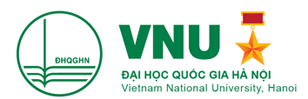 ĐHQGHN
VNU
ĐẠI HỌC QUỐC GIA HÀ NỘI
Vietnam National University, Hanoi